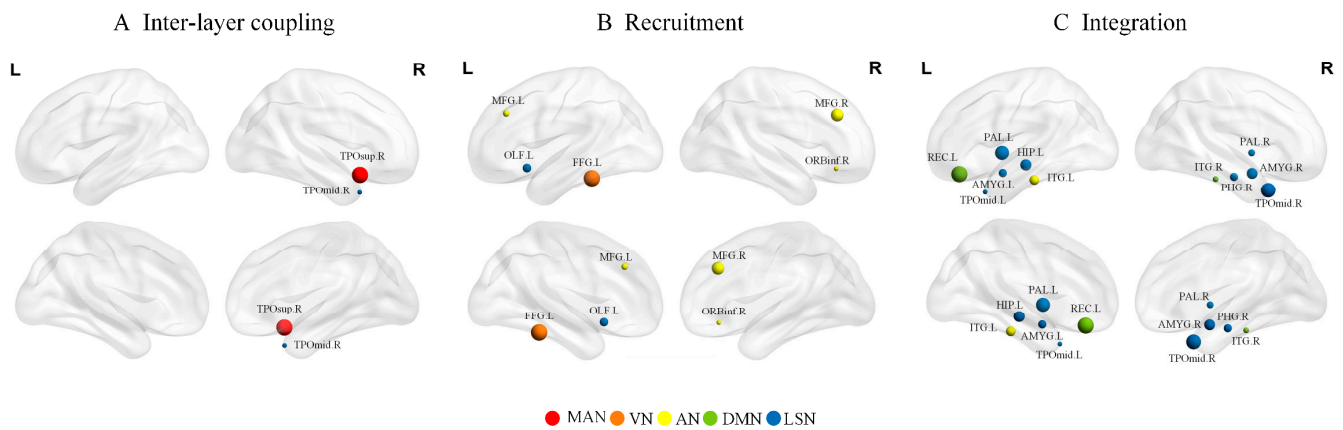 A Inter-layer coupling
B Recruitment
C Integration
L
R
L
R
L
R
TPOsup.R
TPOmid.R
TPOsup.R
TPOmid.R
MFG.L
OLF.L
FFG.L
MFG.R
ORBinf.R
MFG.L
FFG.L
OLF.L
MFG.R
ORBinf.R
PAL.L
HIP.L
REC.L
AMYG.L
ITG.L
TPOmid.L
PAL.R
ITG.R
AMYG.R
PHG.R
TPOmid.R
PAL.L
HIP.L
REC.L
ITG.L
AMYG.L
TPOmid.L
PAL.R
AMYG.R
PHG.R
ITG.R
TPOmid.R
MAN VN AN DMN LSN